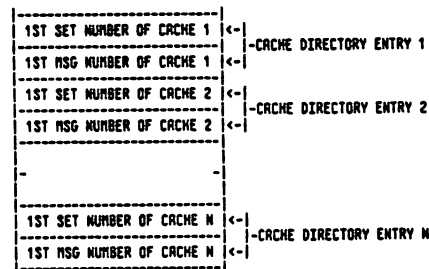 1ST SET NUMBER OF CACHE 1 <-|
|-CACHE DIRECTORY ENTRY 1
1ST MSG NUMBER OF CACHE 1 <-|
1ST SET NUMBER OF CACHE 2 <-|
|-CACHE DIRECTORY ENTRY 2
1ST MSG NUMBER OF CACHE 2 <-|
- -
1ST SET NUMBER OF CACHE N <-|
|-CACHE DIRECTORY ENTRY N
1ST MSG NUMBER OF CACHE N <-|